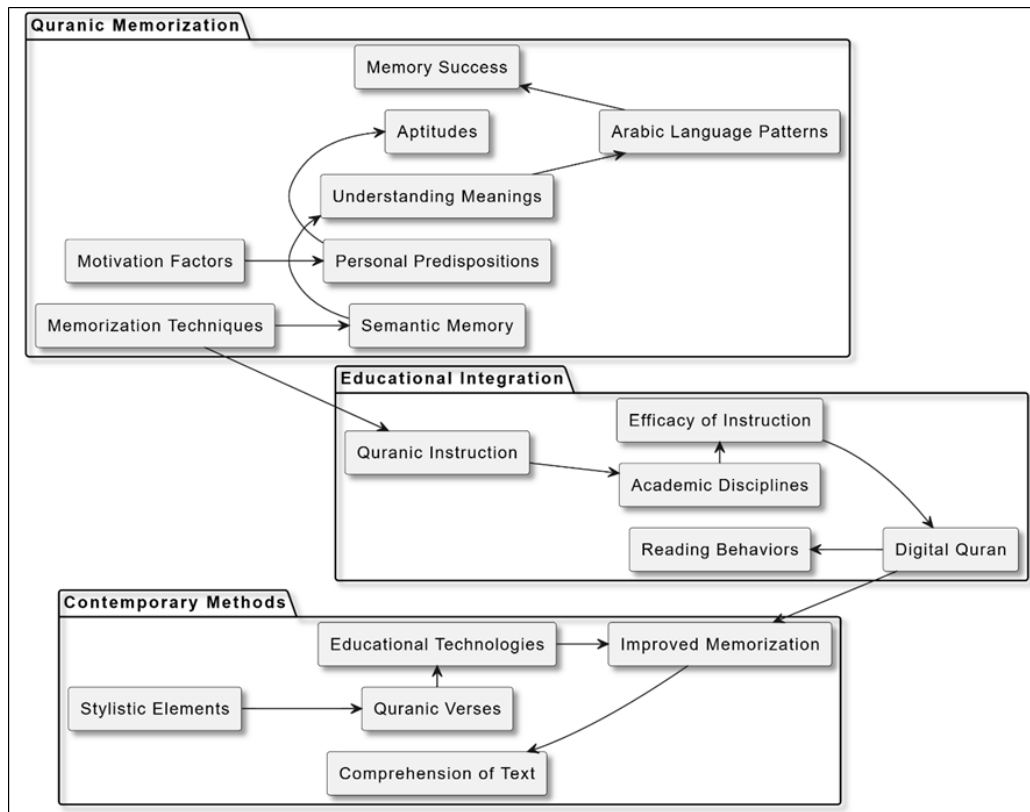 Quranic Memorization
Memory Success
Aptitudes
Arabic Language Patterns
Understanding Meanings
Motivation Factors
Personal Predispositions
Memorization Techniques
Semantic Memory
Educational Integration
Efficacy of Instruction
Quranic Instruction
Academic Disciplines
Reading Behaviors
Digital Quran
Contemporary Methods
Educational Technologies
Improved Memorization
Stylistic Elements
Quranic Verses
Comprehension of Text